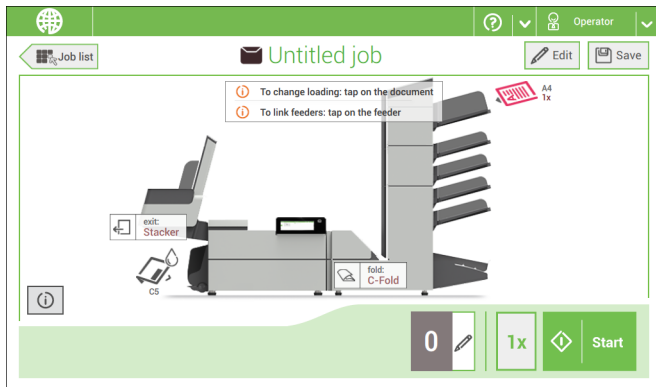 Operator
Job list
Untitled job
Edit
Save
To change loading: tap on the document
To link feeders: tap on the feeder
A4
1x
exit:
Stacker
C5
fold:
C-Fold
0
1x
Start